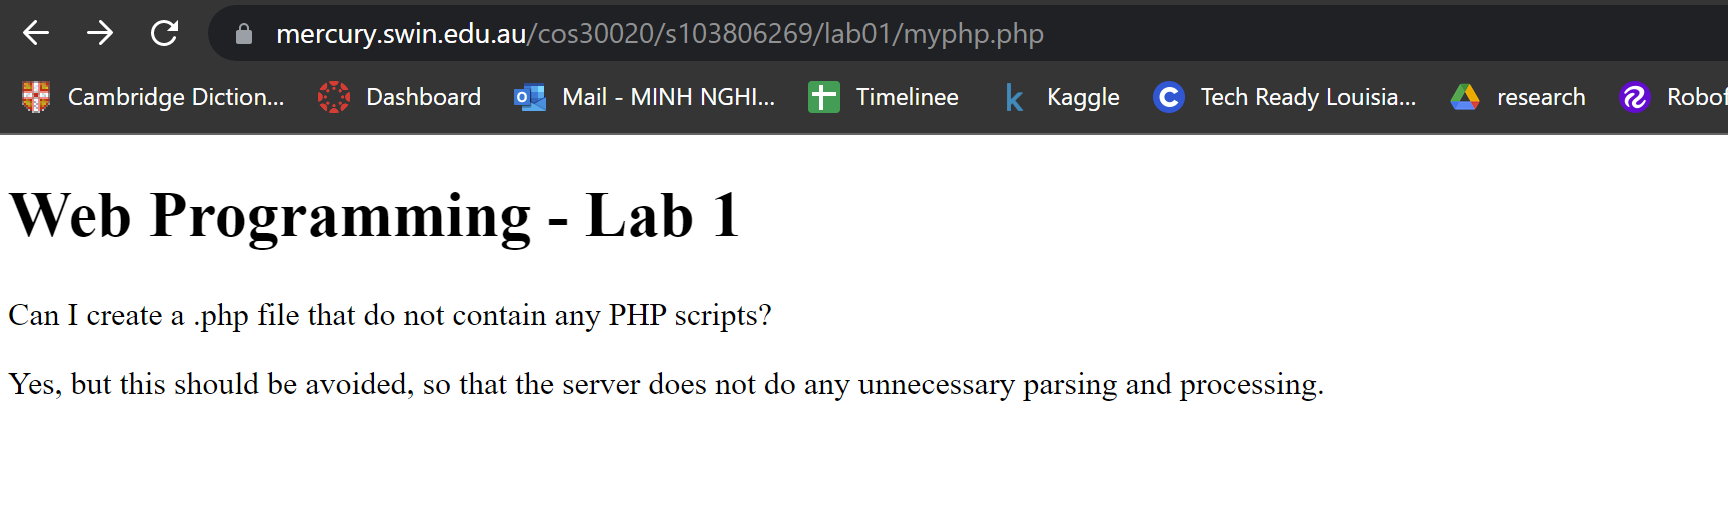 mercury.swin.edu.au/cos30020/s103806269/lab01/myphp.php
Cambridge Diction... Dashboard Mail - MINH NGHI... Timelinee Kaggle Tech Ready Louisia... research
Web Programming - Lab 1
Can I create a .php file that do not contain any PHP scripts?
Yes, but this should be avoided, so that the server does not do any unnecessary parsing and processing.